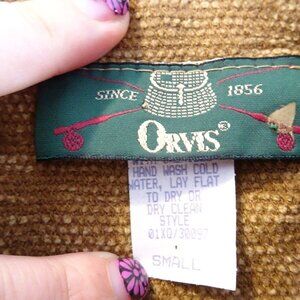 SINCE 1856
ORVIS
HAND WASH COLD
WATER, LAY FLAT
TO DRY OR
DRY CLEAN
STYLE
SMALL